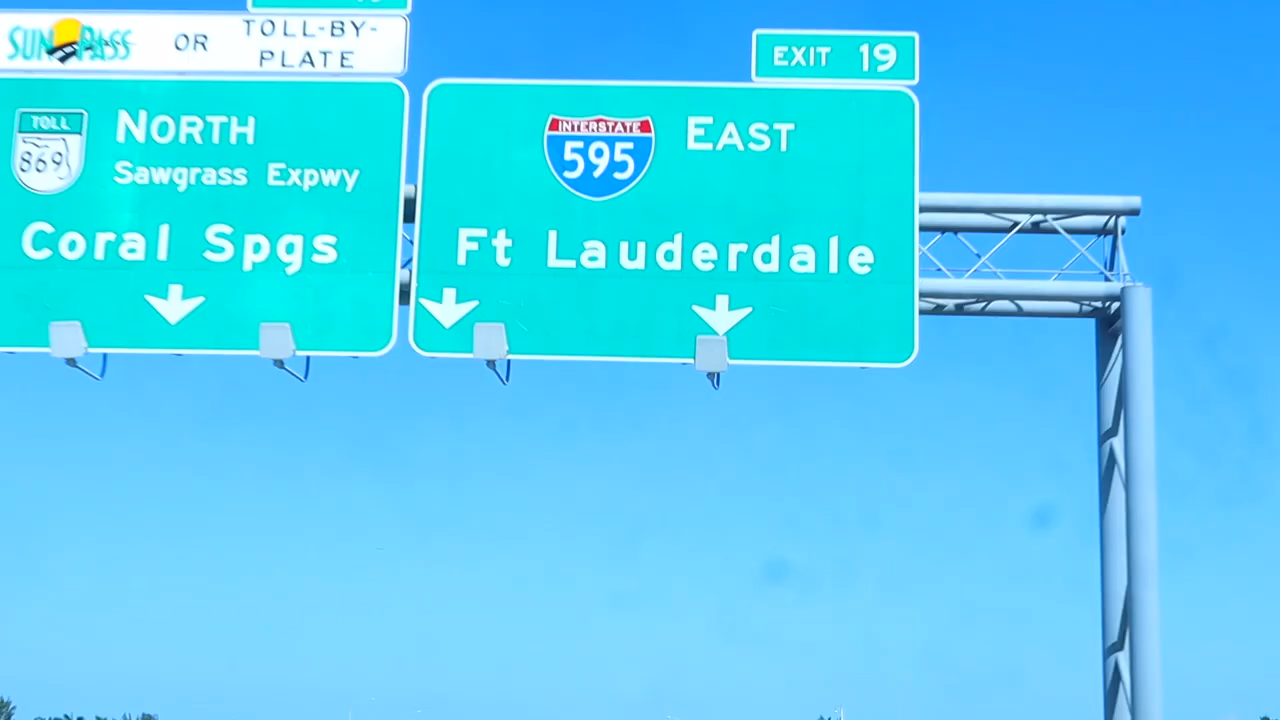 SUNPASS OR TOLL-BY-
PLATE
TOLL
869
NORTH
Sawgrass Expwy
Coral Spgs
EXIT 19
INTERSTATE
595
EAST
Ft Lauderdale